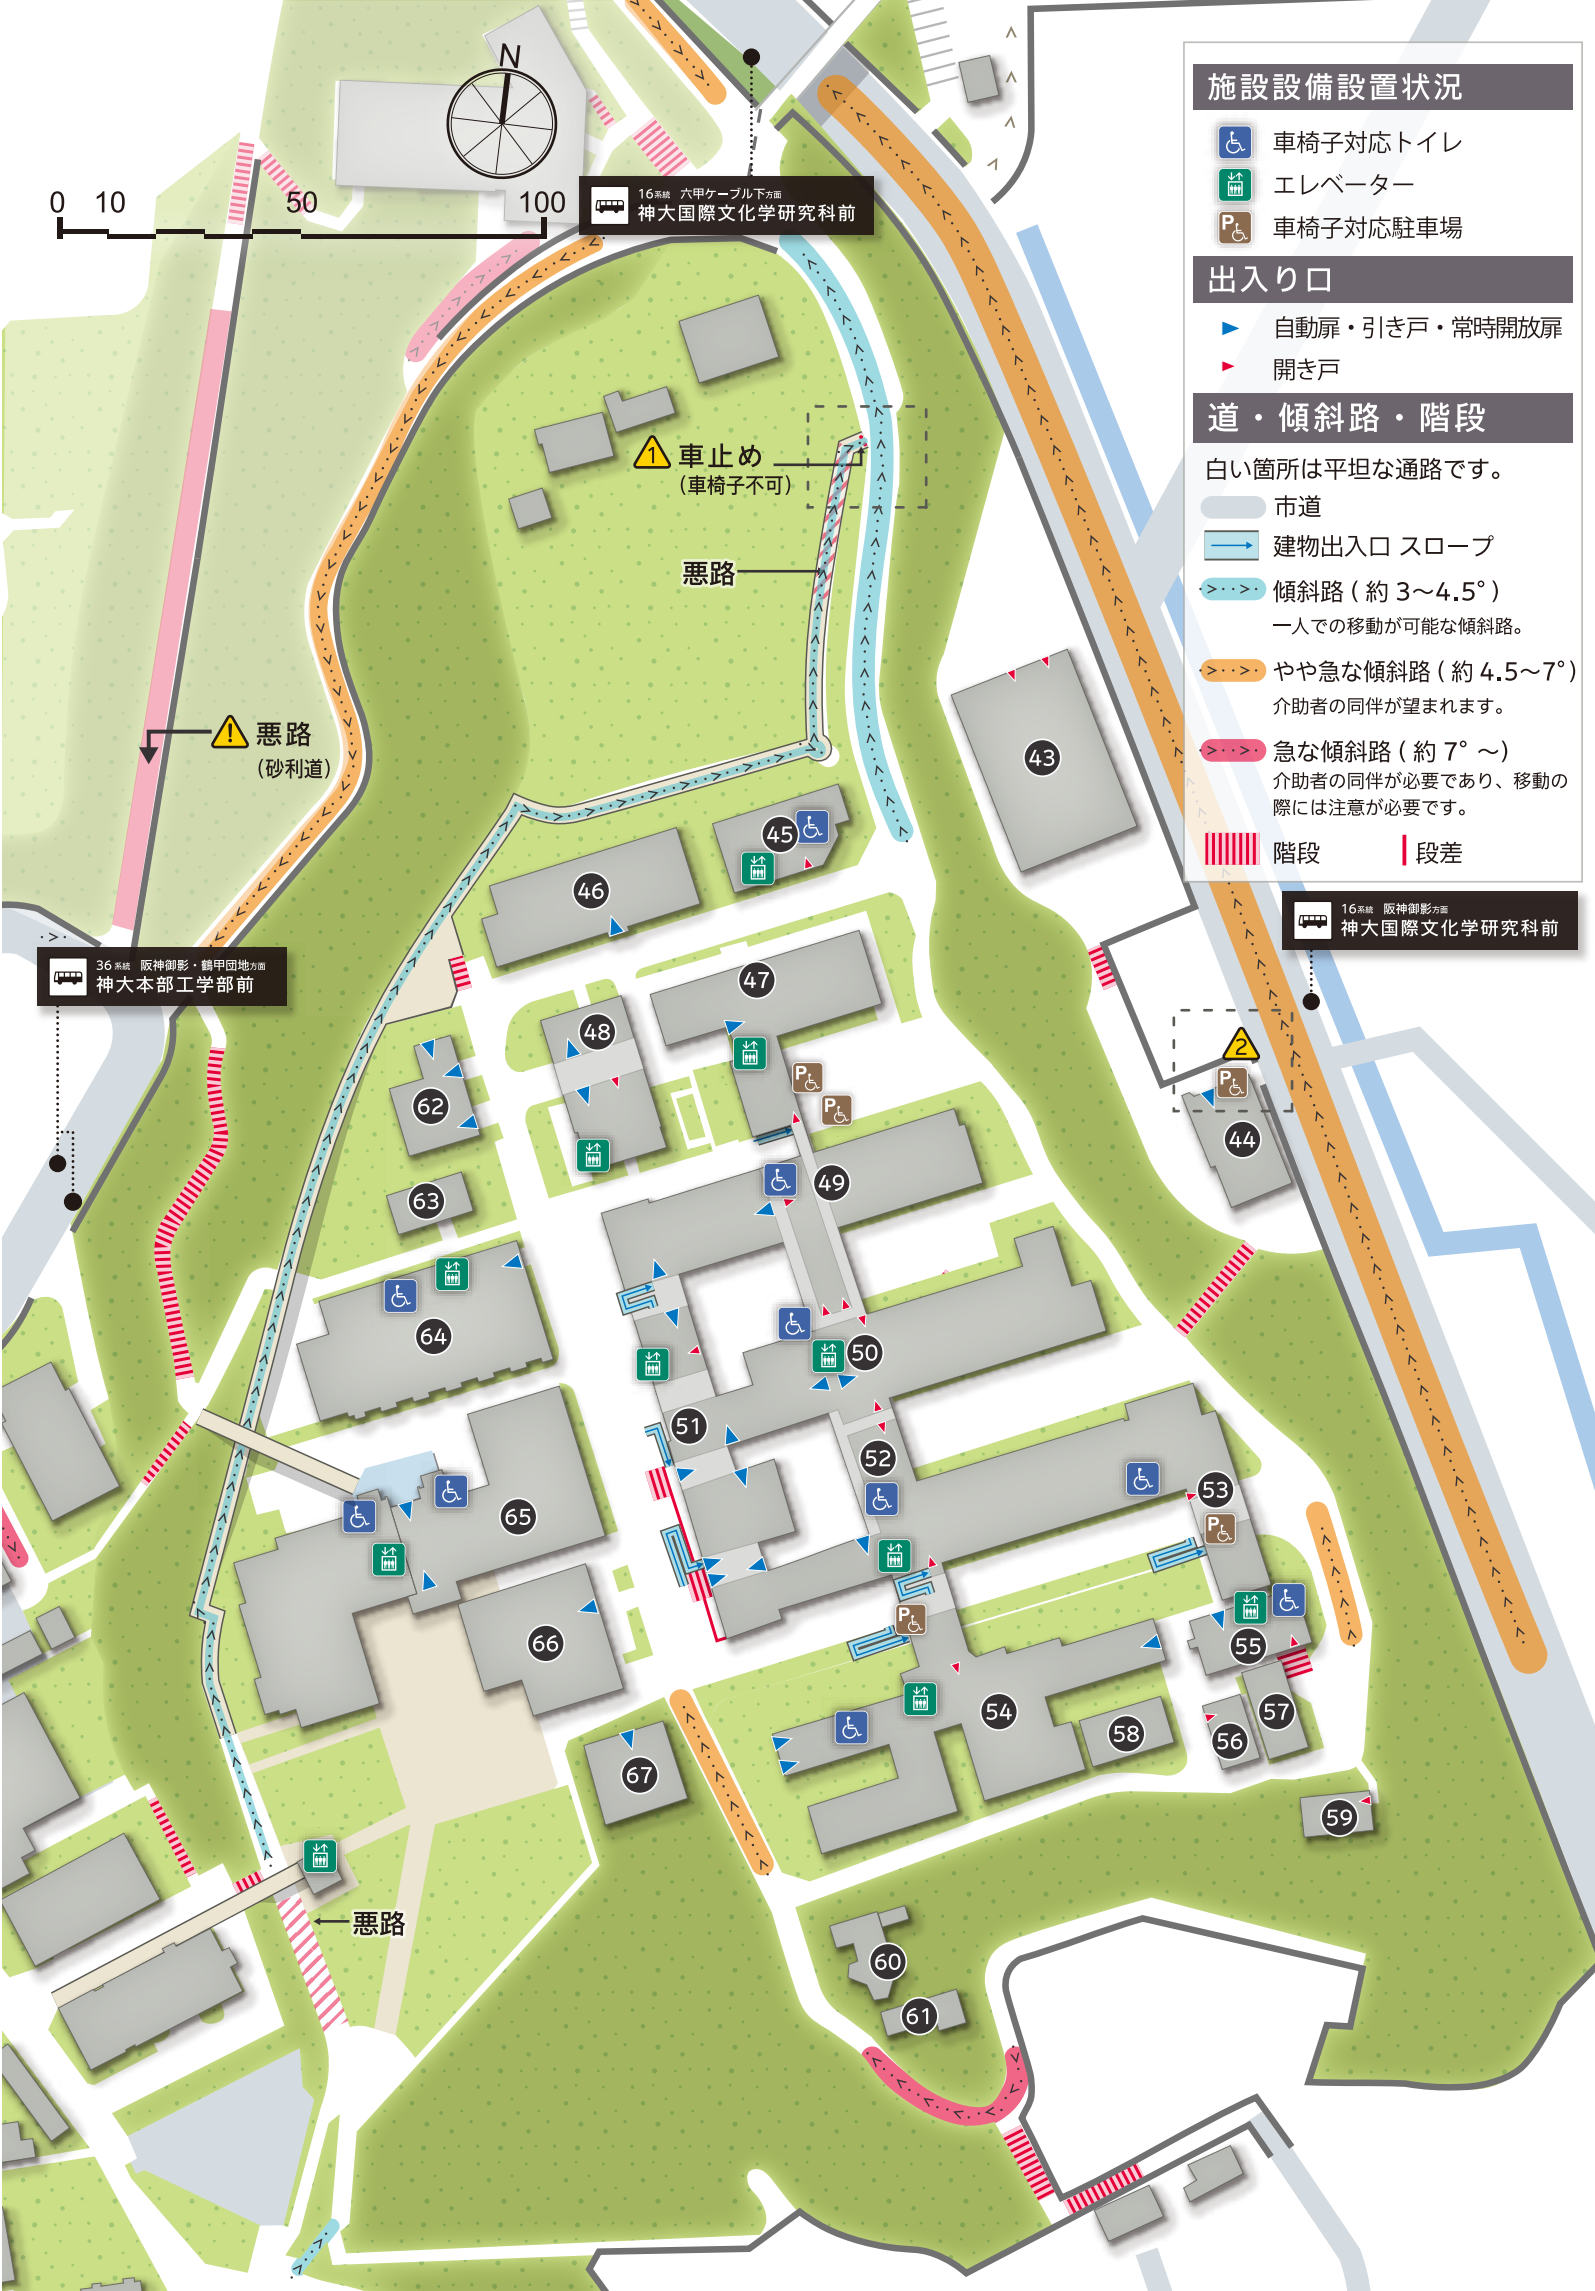 N
0 10 50 100
16系統 六甲ケーブル下方面
神大国際文化学研究科前
施設設備設置状況
車椅子対応トイレ
エレベーター
P
車椅子対応駐車場
出入り口
自動扉・引き戸・常時開放扉
開き戸
道・傾斜路・階段
白い箇所は平坦な通路です。
市道
建物出入口 スロープ
傾斜路 ( 約 3〜4.5° )
一人での移動が可能な傾斜路。
やや急な傾斜路 ( 約 4.5〜7°)
介助者の同伴が望まれます。
急な傾斜路 ( 約 7° 〜)
介助者の同伴が必要であり、移動の
際には注意が必要です。
階段
段差
1 車止め
(車椅子不可)
悪路
! 悪路
(砂利道)
43
45
46
16系統 阪神御影方面
神大国際文化学研究科前
36系統 阪神御影・鶴甲団地方面
神大本部工学部前
47
48
2
P
P
P
62
44
49
63
64
50
51
52
53
65
P
P
66
55
54
57
58
56
67
59
悪路
60
61